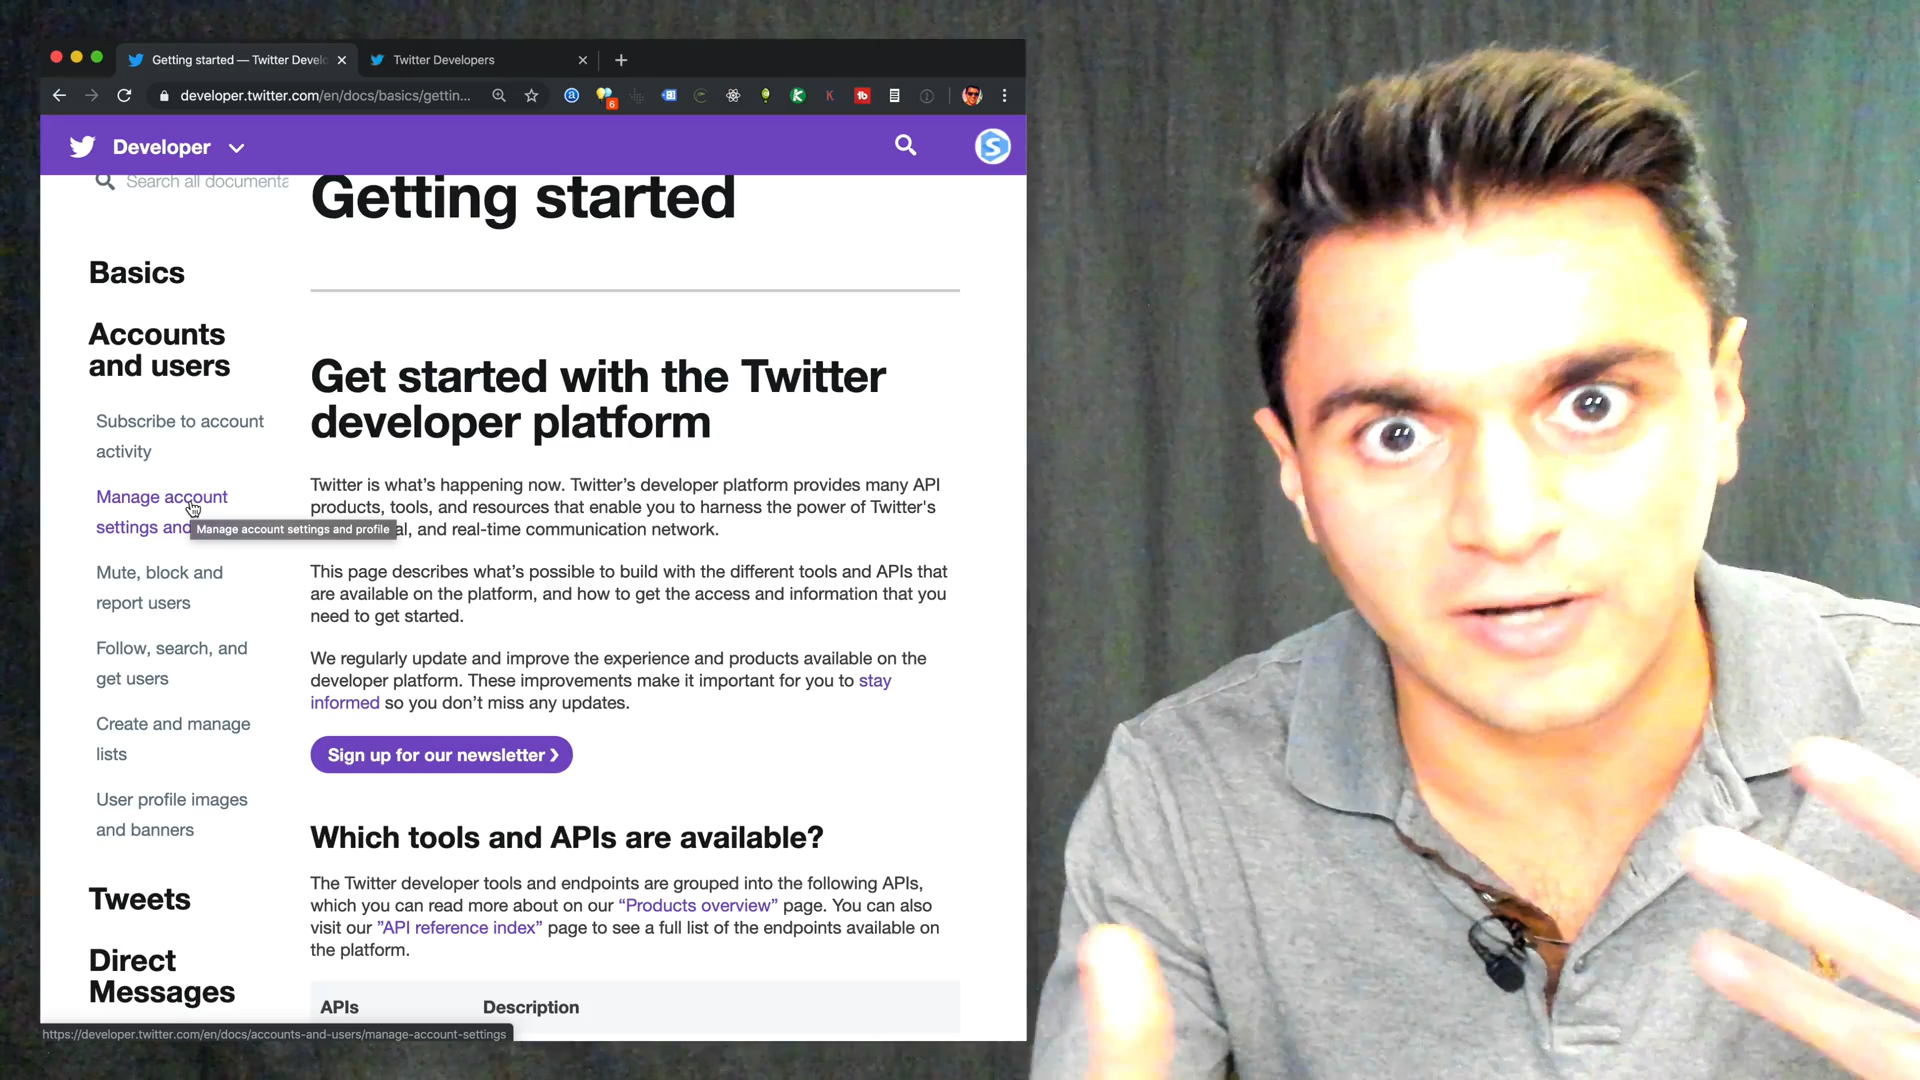 Getting started — Twitter Devel
Twitter Developers
developer.twitter.com/en/docs/basics/gettin...
6
Developer
S
Search all documenta
Getting started
Basics
Accounts
and users
Subscribe to account
activity
Manage account
settings and
Manage account settings and profile
Mute, block and
report users
Follow, search, and
get users
Create and manage
lists
User profile images
and banners
Tweets
Direct
Messages
Get started with the Twitter
developer platform
Twitter is what’s happening now. Twitter’s developer platform provides many API
products, tools, and resources that enable you to harness the power of Twitter's
al, and real-time communication network.
This page describes what’s possible to build with the different tools and APIs that
are available on the platform, and how to get the access and information that you
need to get started.
We regularly update and improve the experience and products available on the
developer platform. These improvements make it important for you to stay
informed so you don’t miss any updates.
Sign up for our newsletter ❯
Which tools and APIs are available?
The Twitter developer tools and endpoints are grouped into the following APIs,
which you can read more about on our “Products overview” page. You can also
visit our ”API reference index” page to see a full list of the endpoints available on
the platform.
APIs Description
https://developer.twitter.com/en/docs/accounts-and-users/manage-account-settings